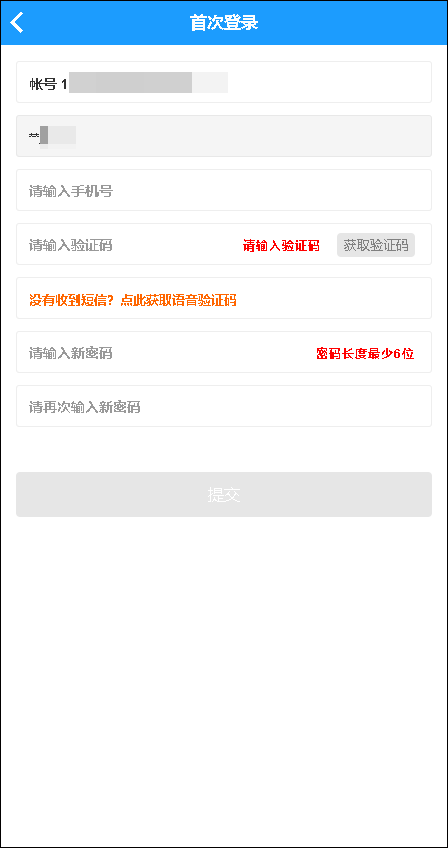 首次登录
帐号 1
请输入手机号
请输入验证码 请输入验证码 获取验证码
没有收到短信？点此获取语音验证码
请输入新密码 密码长度最少6位
请再次输入新密码
提交